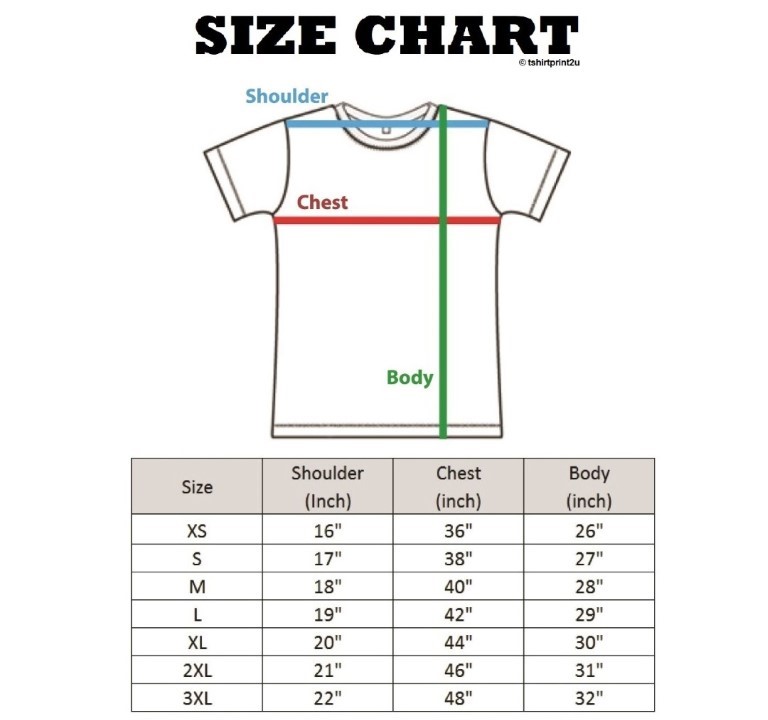 SIZE CHART
© tshirtprint2u
Shoulder
Chest
Body
Size Shoulder (Inch) Chest (inch) Body (inch)
XS 16" 36" 26"
S 17" 38" 27"
M 18" 40" 28"
L 19" 42" 29"
XL 20" 44" 30"
2XL 21" 46" 31"
3XL 22" 48" 32"